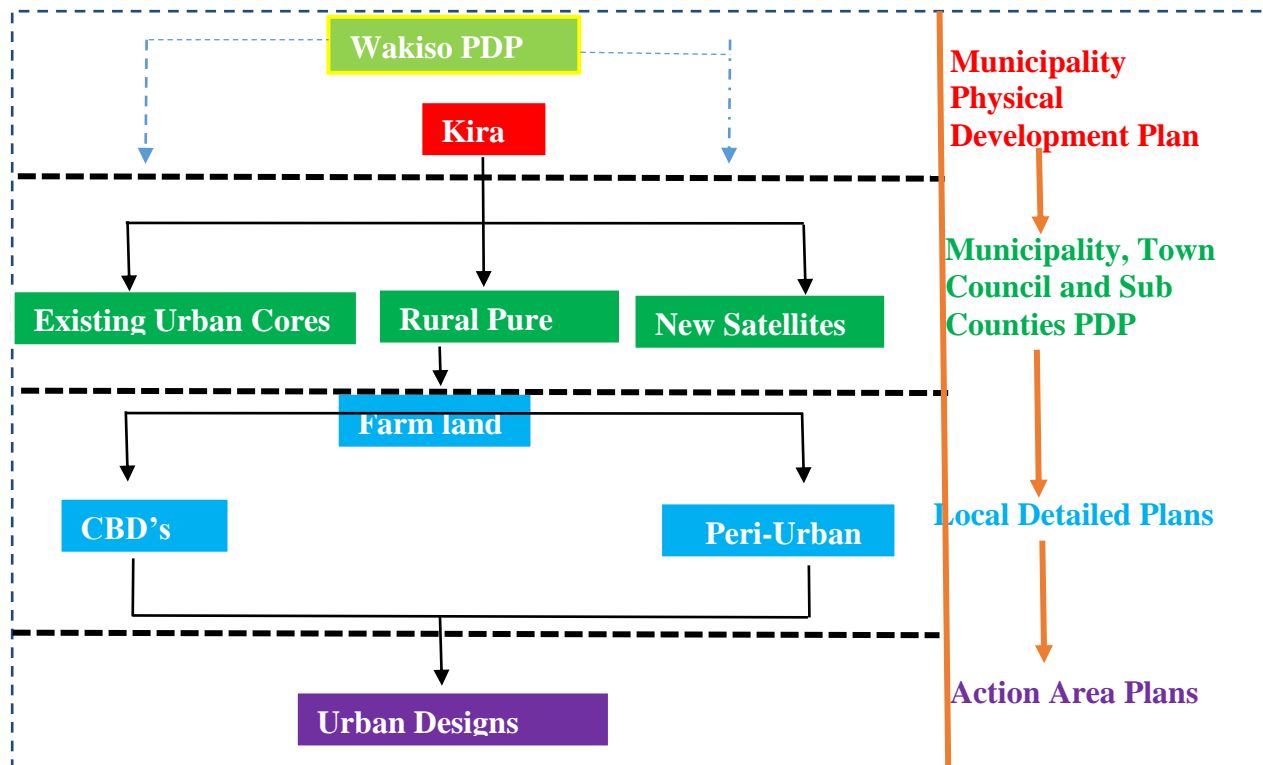 Wakiso PDP
Kira
Municipality
Physical
Development Plan
Existing Urban Cores
Rural Pure
New Satellites
Municipality, Town
Council and Sub
Counties PDP
Farm land
CBD’s
Peri-Urban
Local Detailed Plans
Urban Designs
Action Area Plans